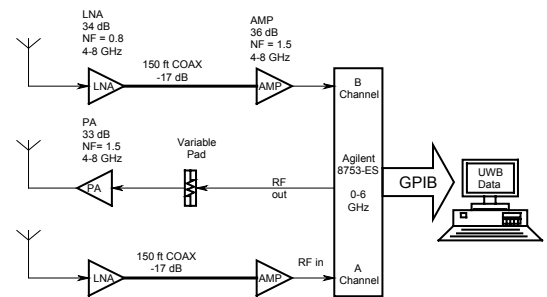 LNA
34 dB
NF = 0.8
4-8 GHz
150 ft COAX
-17 dB
AMP
36 dB
NF = 1.5
4-8 GHz
LNA
AMP
B
Channel
PA
33 dB
NF= 1.5
4-8 GHz
Variable
Pad
PA
RF
out
Agilent
8753-ES
0-6
GHz
GPIB
UWB
Data
150 ft COAX
-17 dB
LNA
AMP
RF in
A
Channel